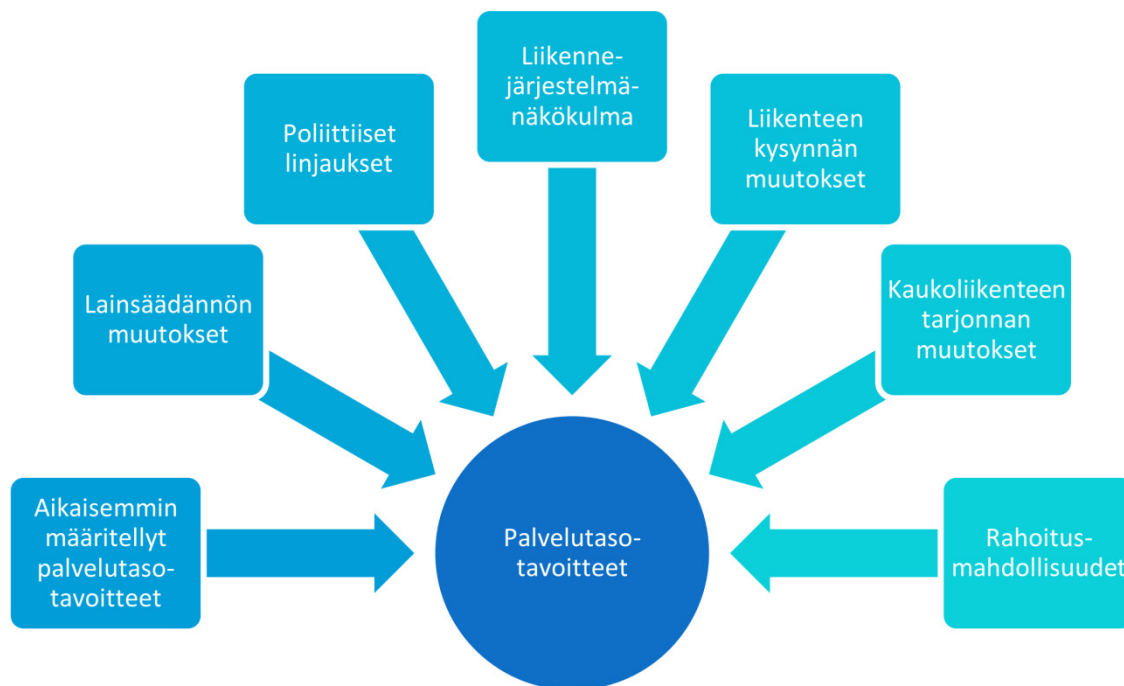 Liikenne-
järjestelmä-
näkökulma
Poliittiset
linjaukset
Liikenteen
kysynnän
muutokset
Lainsäädännön
muutokset
Kaukoliikenteen
tarjonnan
muutokset
Aikaisemmin
määritellyt
palvelutaso-
tavoitteet
Palvelutaso-
tavoitteet
Rahoitus-
mahdollisuudet